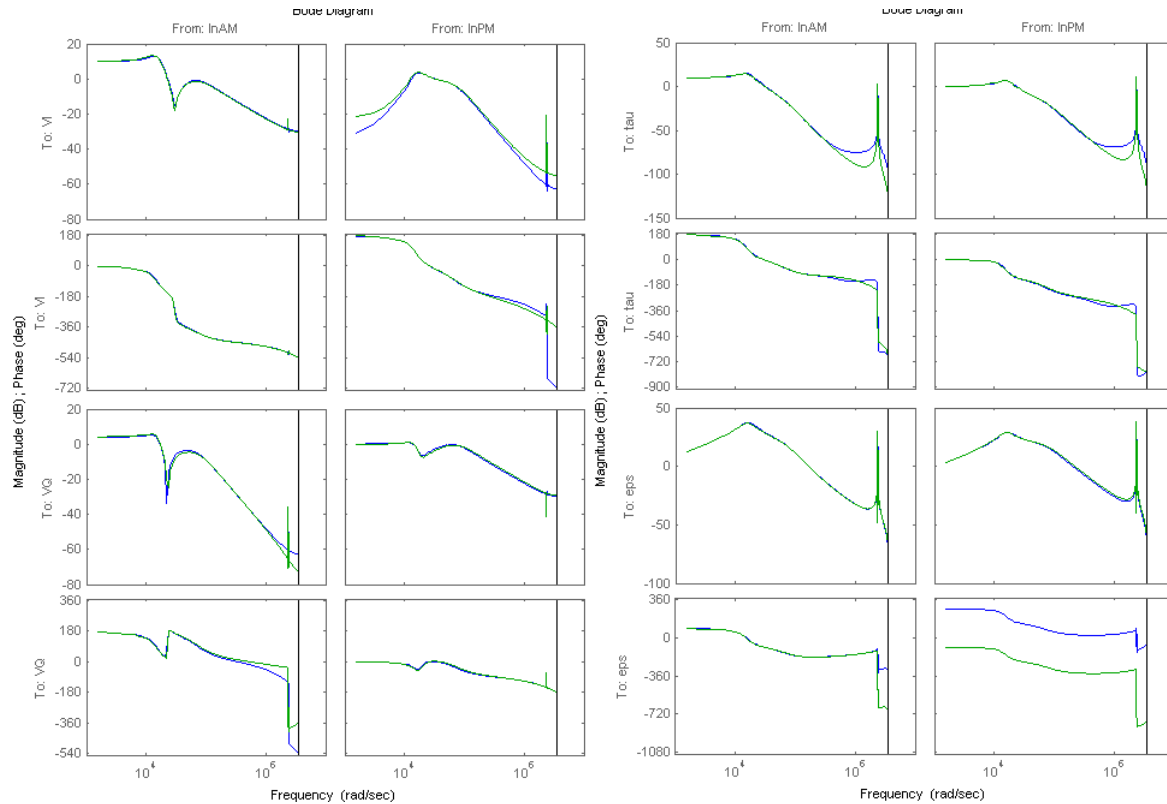 Bode Diagram
From: InAM
From: InPM
Magnitude (dB) ; Phase (deg)
To: VI
20
0
-20
-40
-60
-80
To: VI
180
0
-180
-360
-540
-720
To: VQ
20
0
-20
-40
-60
-80
To: VQ
360
180
0
-180
-360
-540
10^4
10^6
10^4
10^6
Frequency (rad/sec)
Bode Diagram
From: InAM
From: InPM
Magnitude (dB) ; Phase (deg)
To: tau
50
0
-50
-100
-150
To: tau
180
0
-180
-360
-540
-720
-900
To: eps
50
0
-50
-100
To: eps
360
0
-360
-720
-1080
10^4
10^6
10^4
10^6
Frequency (rad/sec)